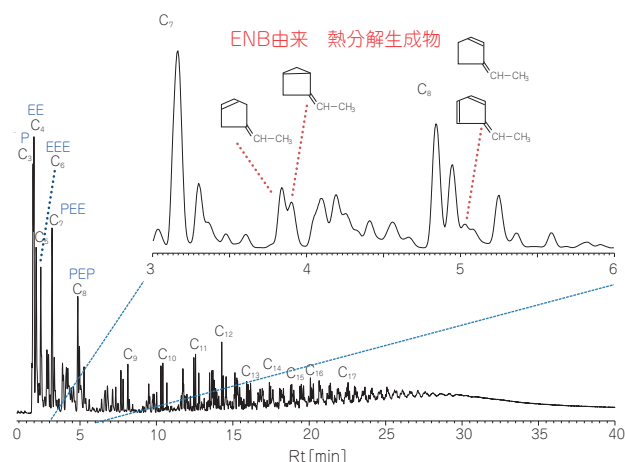 C₇
ENB由来 熱分解生成物
CH-CH₃
CH-CH₃
C₈
CH-CH₃
CH-CH₃
3
4
5
6
EE
C₄
P
C₃
EEE
C₆
PEE
C₇
C₅
PEP
C₈
C₉
C₁₀
C₁₁
C₁₂
C₁₃
C₁₄
C₁₅
C₁₆
C₁₇
0
5
10
15
20
25
30
35
40
Rt[min]